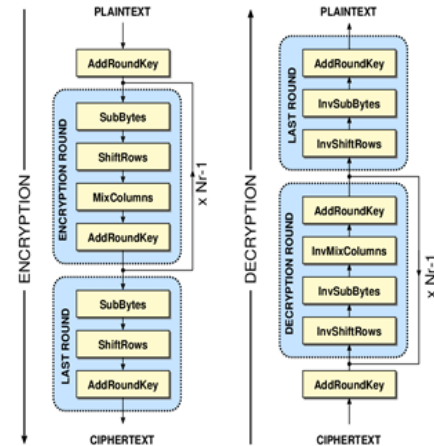 PLAINTEXT
AddRoundKey
SubBytes
ShiftRows
MixColumns
AddRoundKey
ENCRYPTION ROUND
x Nr-1
SubBytes
ShiftRows
AddRoundKey
LAST ROUND
CIPHERTEXT
ENCRYPTION
PLAINTEXT
AddRoundKey
InvSubBytes
InvShiftRows
LAST ROUND
AddRoundKey
InvMixColumns
InvSubBytes
InvShiftRows
DECRYPTION ROUND
x Nr-1
AddRoundKey
CIPHERTEXT
DECRYPTION